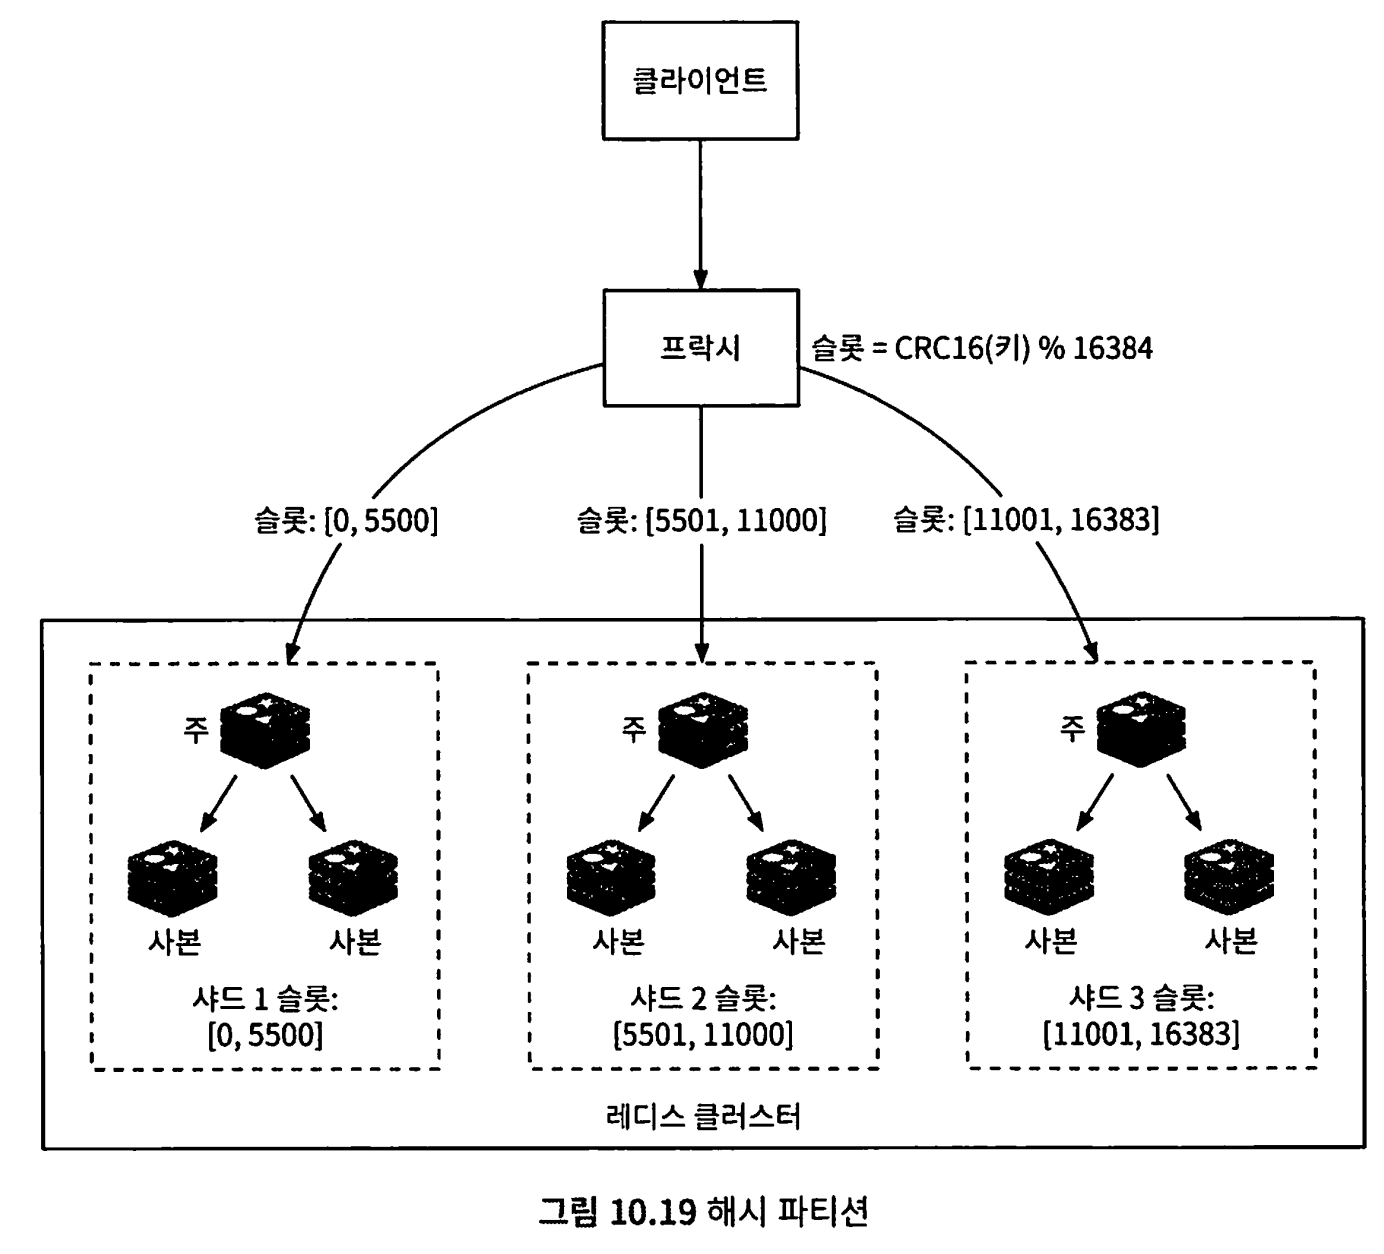 클라이언트
프락시
슬롯 = CRC16(키) % 16384
슬롯: [0, 5500]
슬롯: [5501, 11000]
슬롯: [11001, 16383]
주
주
주
사본
사본
사본
사본
사본
사본
샤드 1 슬롯:
[0, 5500]
샤드 2 슬롯:
[5501, 11000]
샤드 3 슬롯:
[11001, 16383]
레디스 클러스터
그림 10.19 해시 파티션